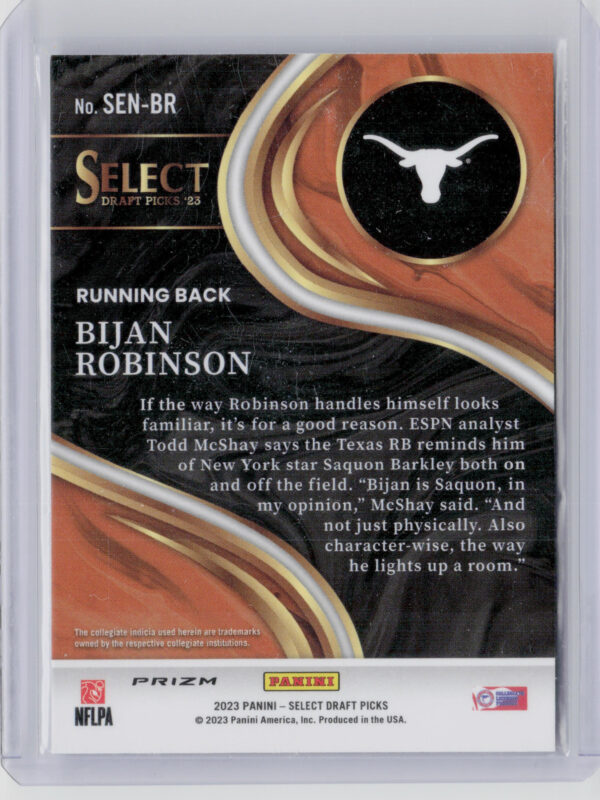 No. SEN-BR
SELECT
DRAFT PICKS '23
RUNNING BACK
BIJAN
ROBINSON
If the way Robinson handles himself looks
familiar, it's for a good reason. ESPN analyst
Todd McShay says the Texas RB reminds him
of New York star Saquon Barkley both on
and off the field. “Bijan is Saquon, in
my opinion,” McShay said. “And
not just physically. Also
character-wise, the way
he lights up a room.”
The collegiate indicia used herein are trademarks
owned by the respective collegiate institutions.
PRIZM
PANINI
NFLPA
2023 PANINI – SELECT DRAFT PICKS
© 2023 Panini America, Inc. Produced in the USA.